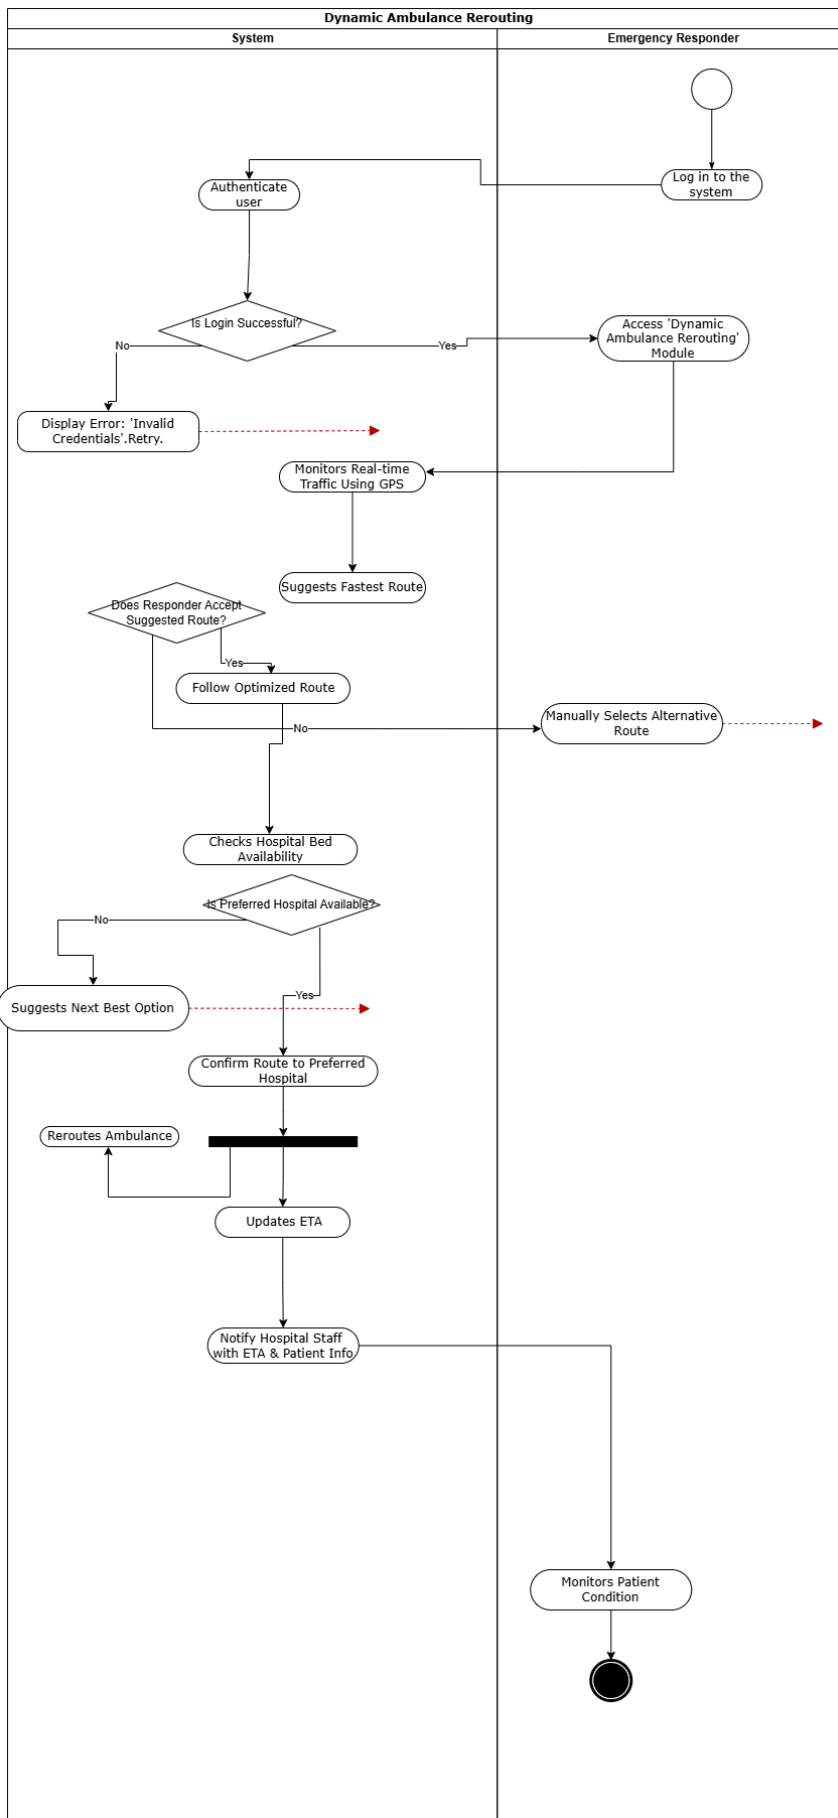 Dynamic Ambulance Rerouting
System
Emergency Responder
Log in to the
system
Authenticate
user
Is Login Successful?
No
Yes
Access 'Dynamic
Ambulance Rerouting'
Module
Display Error: 'Invalid
Credentials'.Retry.
Monitors Real-time
Traffic Using GPS
Suggests Fastest Route
Does Responder Accept
Suggested Route?
Yes
Follow Optimized Route
No
Manually Selects Alternative
Route
Checks Hospital Bed
Availability
Is Preferred Hospital Available?
No
Yes
Suggests Next Best Option
Confirm Route to Preferred
Hospital
Reroutes Ambulance
Updates ETA
Notify Hospital Staff
with ETA & Patient Info
Monitors Patient
Condition